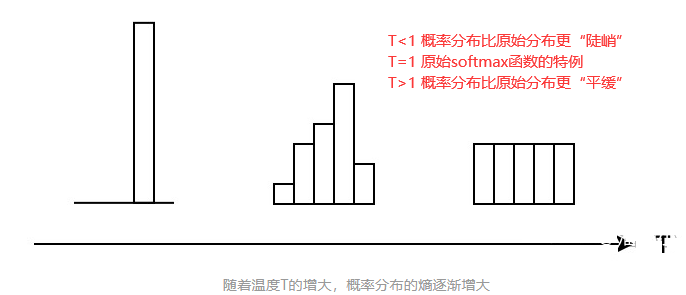 T<1 概率分布比原始分布更“陡峭”
T=1 原始softmax函数的特例
T>1 概率分布比原始分布更“平缓”
T
随着温度T的增大，概率分布的熵逐渐增大